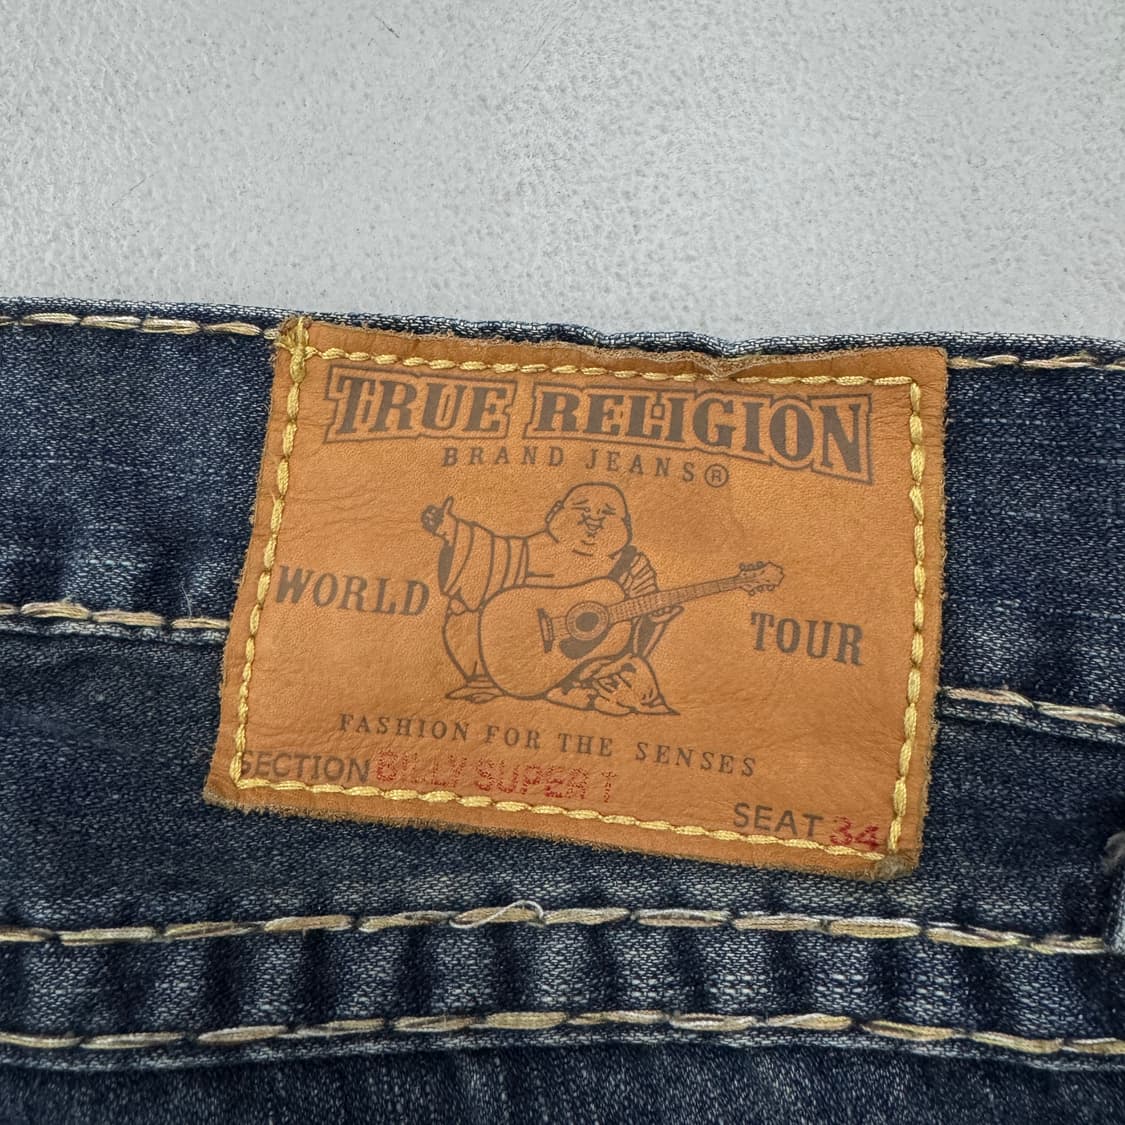 TRUE RELIGION
BRAND JEANS®
WORLD TOUR
FASHION FOR THE SENSES
SECTION BILLY SUPER T
SEAT 34